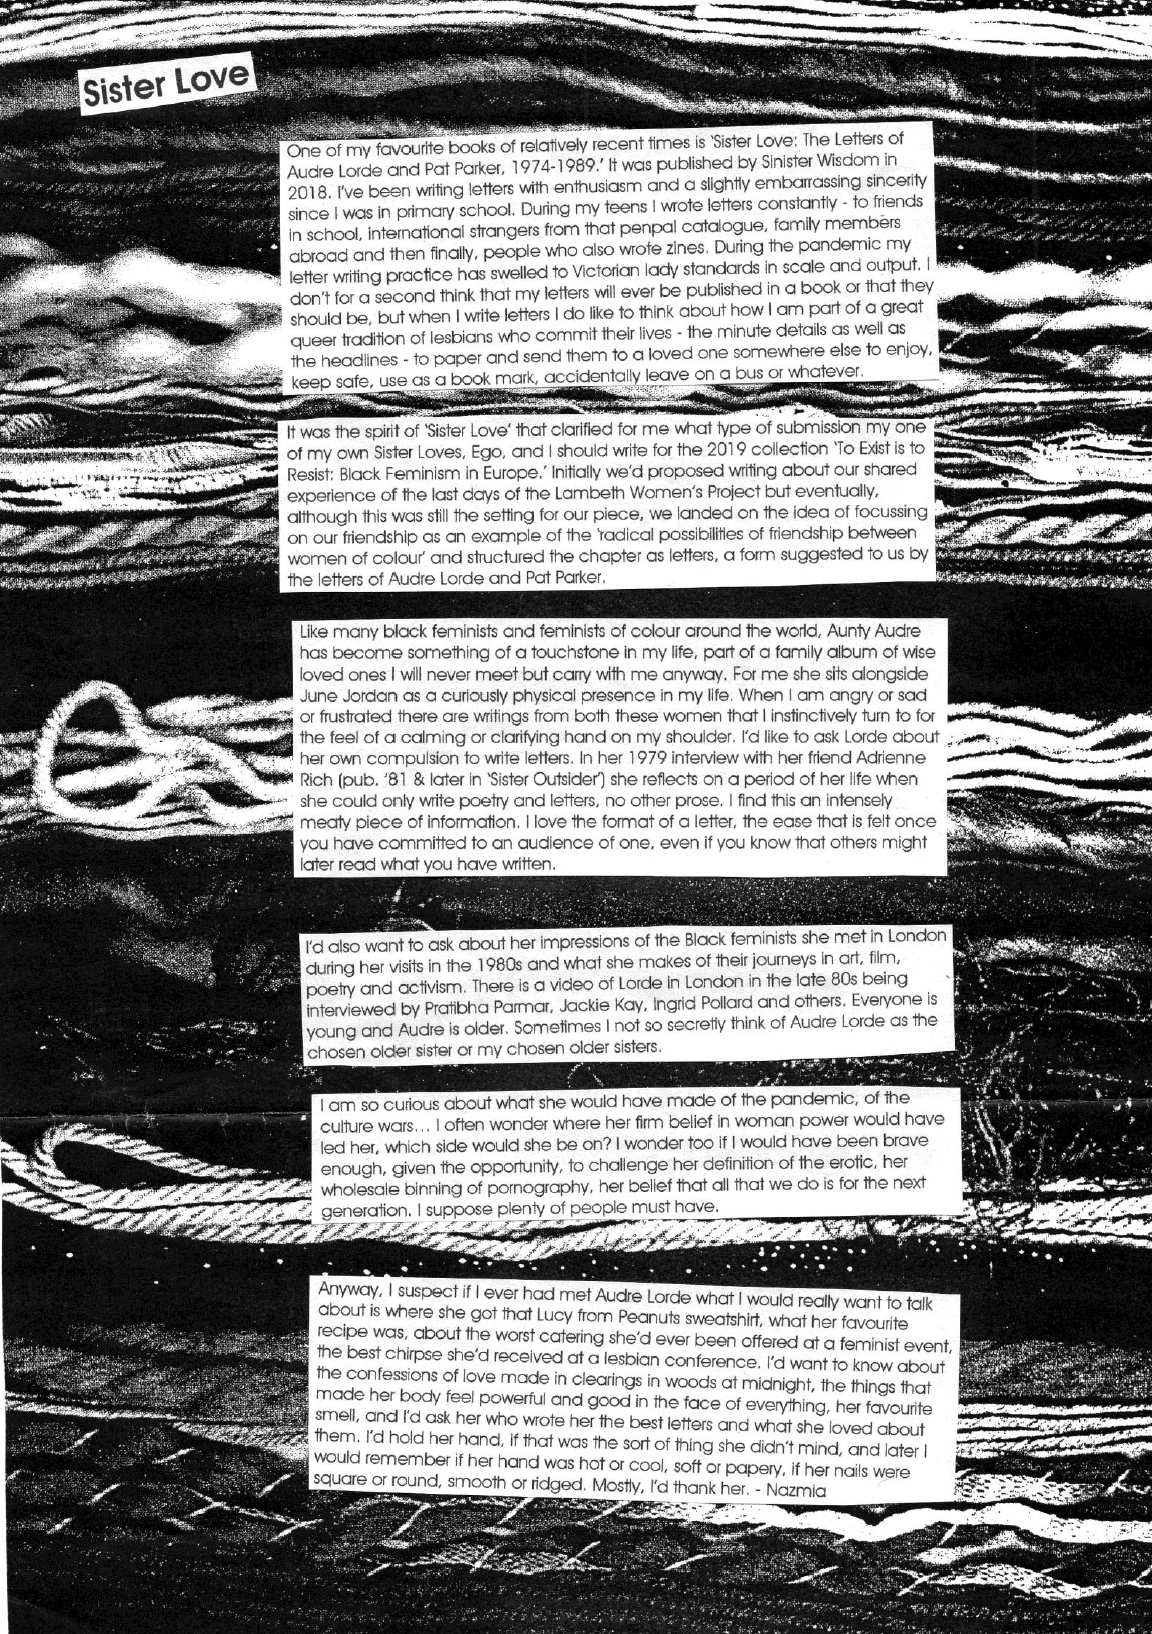 Sister Love
One of my favourite books of relatively recent times is 'Sister Love: The Letters of
Audre Lorde and Pat Parker, 1974-1989.' It was published by Sinister Wisdom in
2018. I've been writing letters with enthusiasm and a slightly embarrassing sincerity
since I was in primary school. During my teens I wrote letters constantly - to friends
in school, international strangers from that penpal catalogue, family members
abroad and then finally, people who also wrote zines. During the pandemic my
letter writing practice has swelled to Victorian lady standards in scale and output. I
don't for a second think that my letters will ever be published in a book or that they
should be, but when I write letters I do like to think about how I am part of a great
queer tradition of lesbians who commit their lives - the minute details as well as
the headlines - to paper and send them to a loved one somewhere else to enjoy,
keep safe, use as a book mark, accidentally leave on a bus or whatever.
It was the spirit of 'Sister Love' that clarified for me what type of submission my one
of my own Sister Loves, Ego, and I should write for the 2019 collection 'To Exist is to
Resist: Black Feminism in Europe.' Initially we'd proposed writing about our shared
experience of the last days of the Lambeth Women's Project but eventually,
although this was still the setting for our piece, we landed on the idea of focussing
on our friendship as an example of the 'radical possibilities of friendship between
women of colour' and structured the chapter as letters, a form suggested to us by
the letters of Audre Lorde and Pat Parker.
Like many black feminists and feminists of colour around the world, Aunty Audre
has become something of a touchstone in my life, part of a family album of wise
loved ones I will never meet but carry with me anyway. For me she sits alongside
June Jordan as a curiously physical presence in my life. When I am angry or sad
or frustrated there are writings from both these women that I instinctively turn to for
the feel of a calming or clarifying hand on my shoulder. I'd like to ask Lorde about
her own compulsion to write letters. In her 1979 interview with her friend Adrienne
Rich (pub. '81 & later in 'Sister Outsider') she reflects on a period of her life when
she could only write poetry and letters, no other prose. I find this an intensely
meaty piece of information. I love the format of a letter, the ease that is felt once
you have committed to an audience of one, even if you know that others might
later read what you have written.
I'd also want to ask about her impressions of the Black feminists she met in London
during her visits in the 1980s and what she makes of their journeys in art, film,
poetry and activism. There is a video of Lorde in London in the late 80s being
interviewed by Pratibha Parmar, Jackie Kay, Ingrid Pollard and others. Everyone is
young and Audre is older. Sometimes I not so secretly think of Audre Lorde as the
chosen older sister or my chosen older sisters.
I am so curious about what she would have made of the pandemic, of the
culture wars... I often wonder where her firm belief in woman power would have
led her, which side would she be on? I wonder too if I would have been brave
enough, given the opportunity, to challenge her definition of the erotic, her
wholesale binning of pornography, her belief that all that we do is for the next
generation. I suppose plenty of people must have.
Anyway, I suspect if I ever had met Audre Lorde what I would really want to talk
about is where she got that Lucy from Peanuts sweatshirt, what her favourite
recipe was, about the worst catering she'd ever been offered at a feminist event,
the best chirpse she'd received at a lesbian conference. I'd want to know about
the confessions of love made in clearings in woods at midnight, the things that
made her body feel powerful and good in the face of everything, her favourite
smell, and I'd ask her who wrote her the best letters and what she loved about
them. I'd hold her hand, if that was the sort of thing she didn't mind, and later I
would remember if her hand was hot or cool, soft or papery, if her nails were
square or round, smooth or ridged. Mostly, I'd thank her. - Nazmia